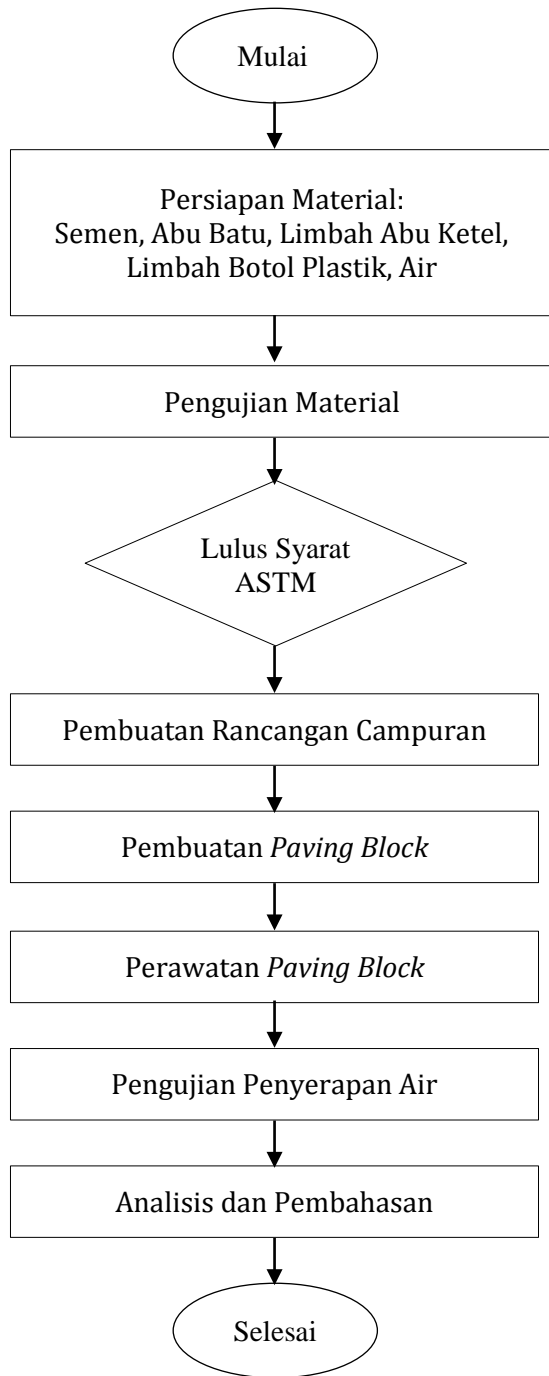 Mulai
Persiapan Material:
Semen, Abu Batu, Limbah Abu Ketel,
Limbah Botol Plastik, Air
Pengujian Material
Lulus Syarat
ASTM
Pembuatan Rancangan Campuran
Pembuatan Paving Block
Perawatan Paving Block
Pengujian Penyerapan Air
Analisis dan Pembahasan
Selesai